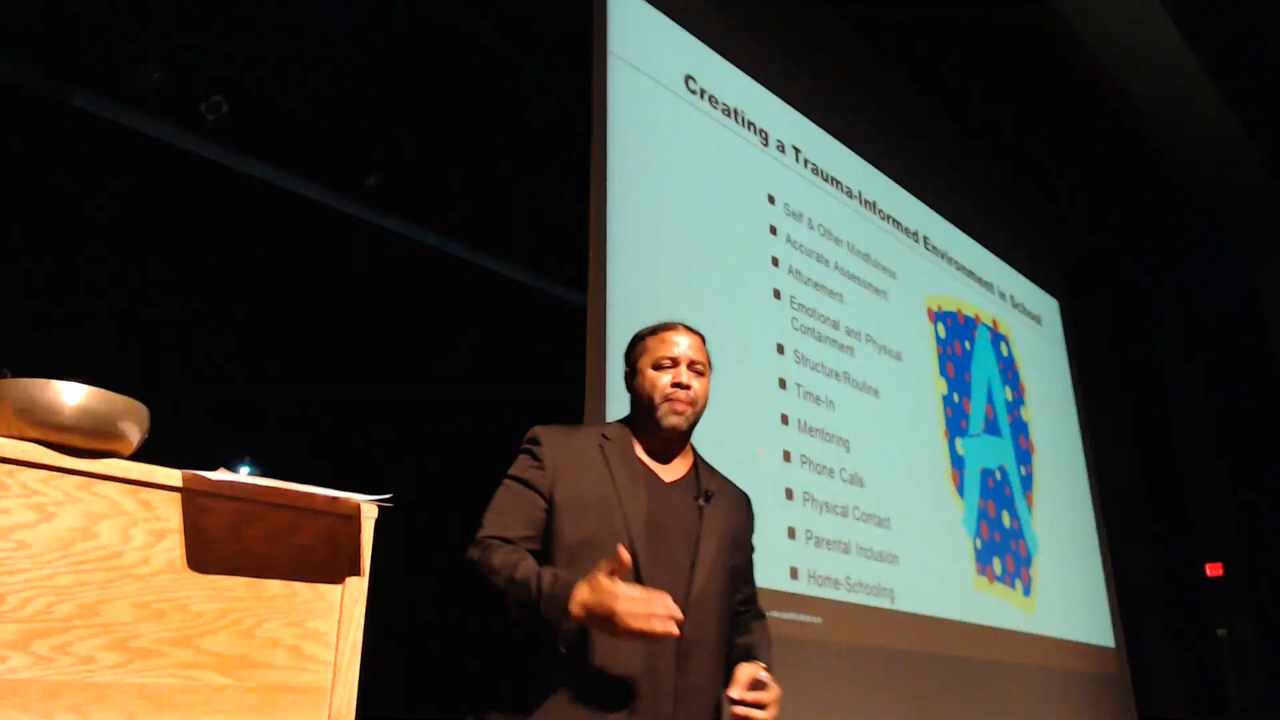 Creating a Trauma-Informed Environment in School
Self & Other Mindfulness
Accurate Assessment
Attunement
Emotional and Physical
Containment
Structure/Routine
Time-In
Mentoring
Phone Calls
Physical Contact
Parental Inclusion
Home-Schooling
A